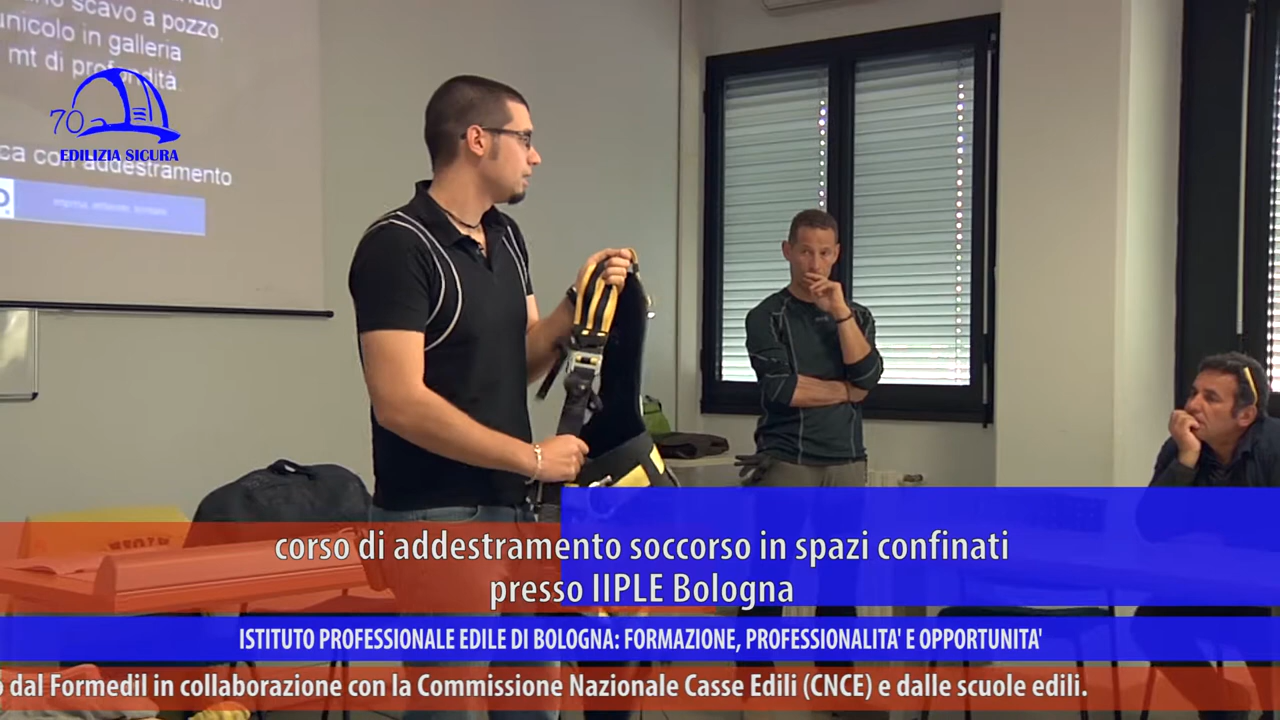 scavo a pozzo,
unicolo in galleria
mt di profondità.
70
EDILIZIA SICURA
con addestramento
corso di addestramento soccorso in spazi confinati
presso IIPLE Bologna
ISTITUTO PROFESSIONALE EDILE DI BOLOGNA: FORMAZIONE, PROFESSIONALITA' E OPPORTUNITA'
dal Formedil in collaborazione con la Commissione Nazionale Casse Edili (CNCE) e dalle scuole edili.